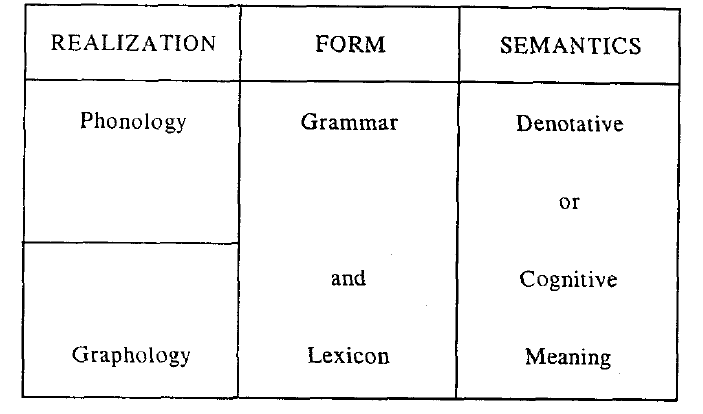 REALIZATION FORM SEMANTICS
Phonology Grammar Denotative
or
and Cognitive
Graphology Lexicon Meaning